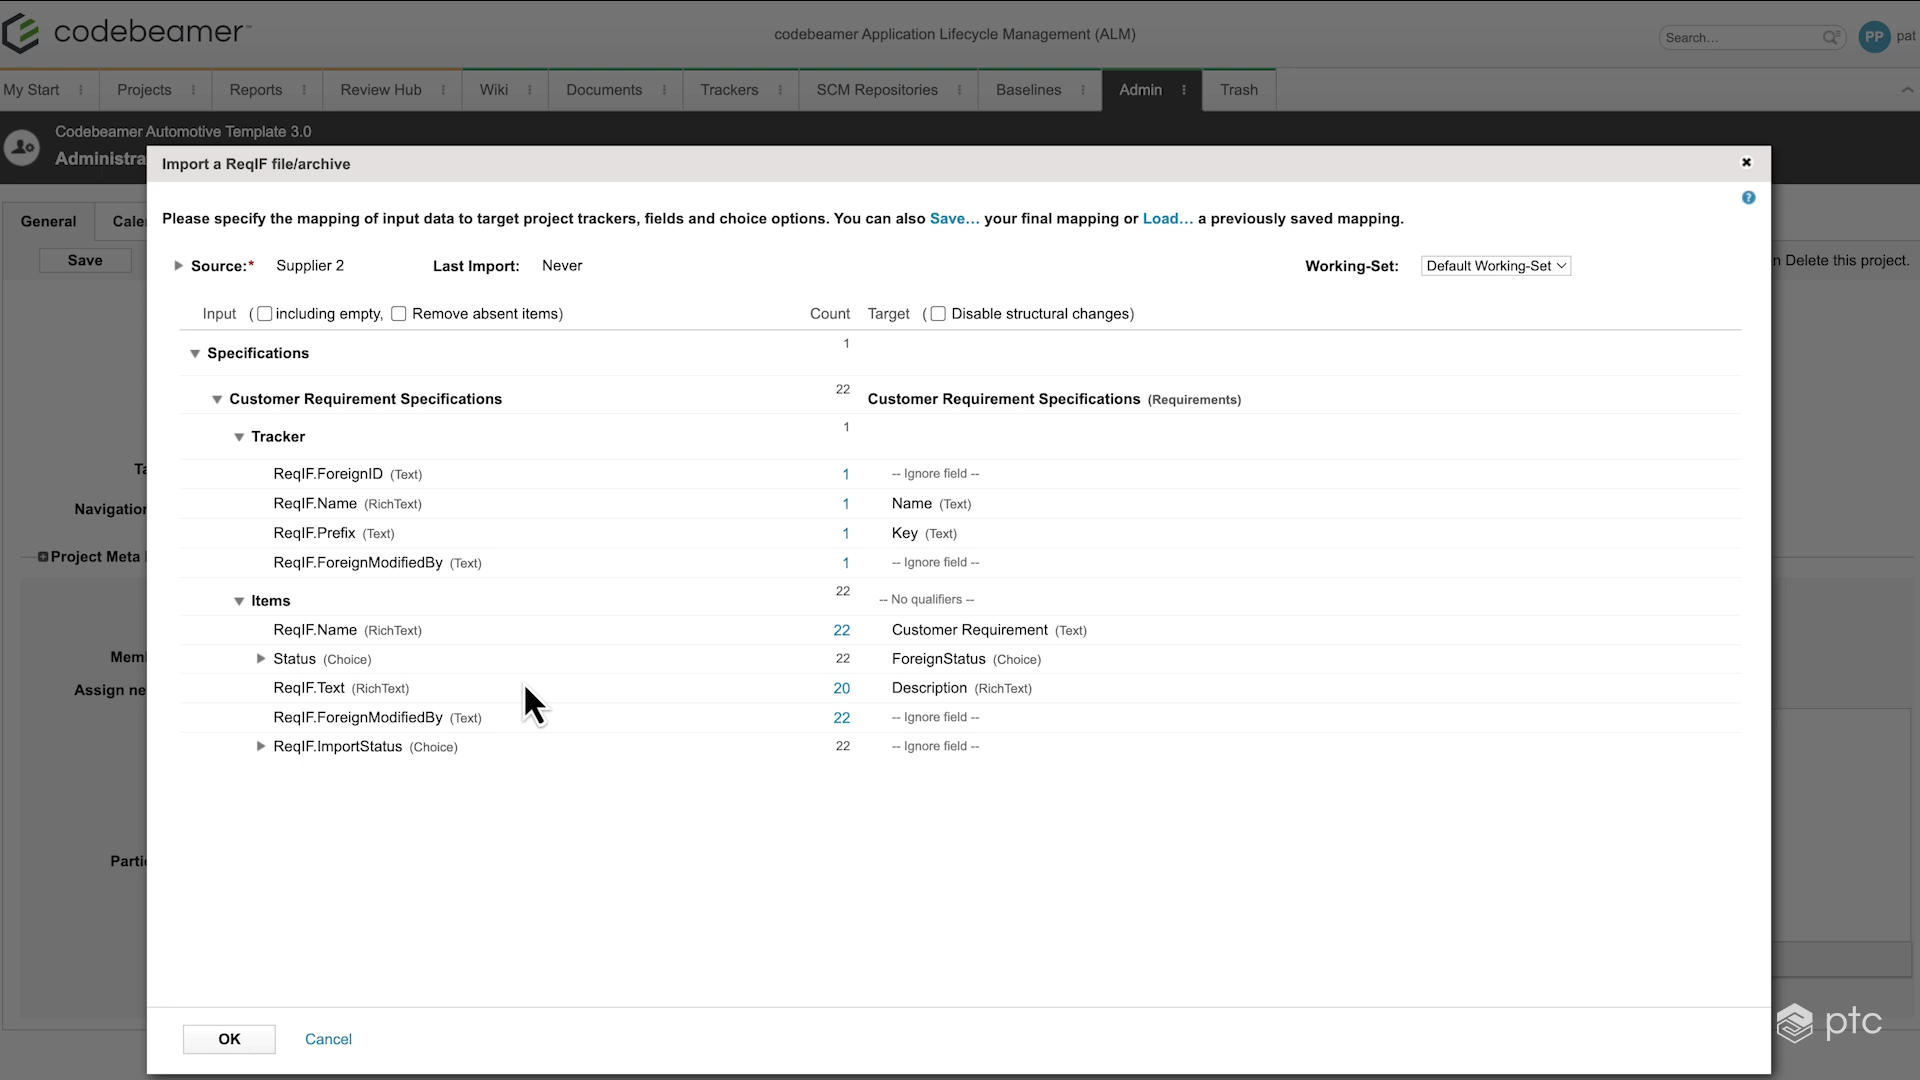 codebeamer
codebeamer Application Lifecycle Management (ALM)
Search...
PP
pat
My Start
Projects
Reports
Review Hub
Wiki
Documents
Trackers
SCM Repositories
Baselines
Admin
Trash
Codebeamer Automotive Template 3.0
Administra
Import a ReqIF file/archive
General
Cale
Please specify the mapping of input data to target project trackers, fields and choice options. You can also Save... your final mapping or Load... a previously saved mapping.
Save
n Delete this project.
Source:* Supplier 2 Last Import: Never Working-Set: Default Working-Set
Input ( including empty, Remove absent items) Count Target ( Disable structural changes)
Specifications 1
Customer Requirement Specifications 22 Customer Requirement Specifications (Requirements)
Tracker 1
ReqIF.ForeignID (Text) 1 -- Ignore field --
ReqIF.Name (RichText) 1 Name (Text)
ReqIF.Prefix (Text) 1 Key (Text)
ReqIF.ForeignModifiedBy (Text) 1 -- Ignore field --
Items 22 -- No qualifiers --
ReqIF.Name (RichText) 22 Customer Requirement (Text)
Status (Choice) 22 ForeignStatus (Choice)
ReqIF.Text (RichText) 20 Description (RichText)
ReqIF.ForeignModifiedBy (Text) 22 -- Ignore field --
ReqIF.ImportStatus (Choice) 22 -- Ignore field --
Ta
Navigation
Project Meta
Mem
Assign ne
Parti
OK
Cancel
ptc